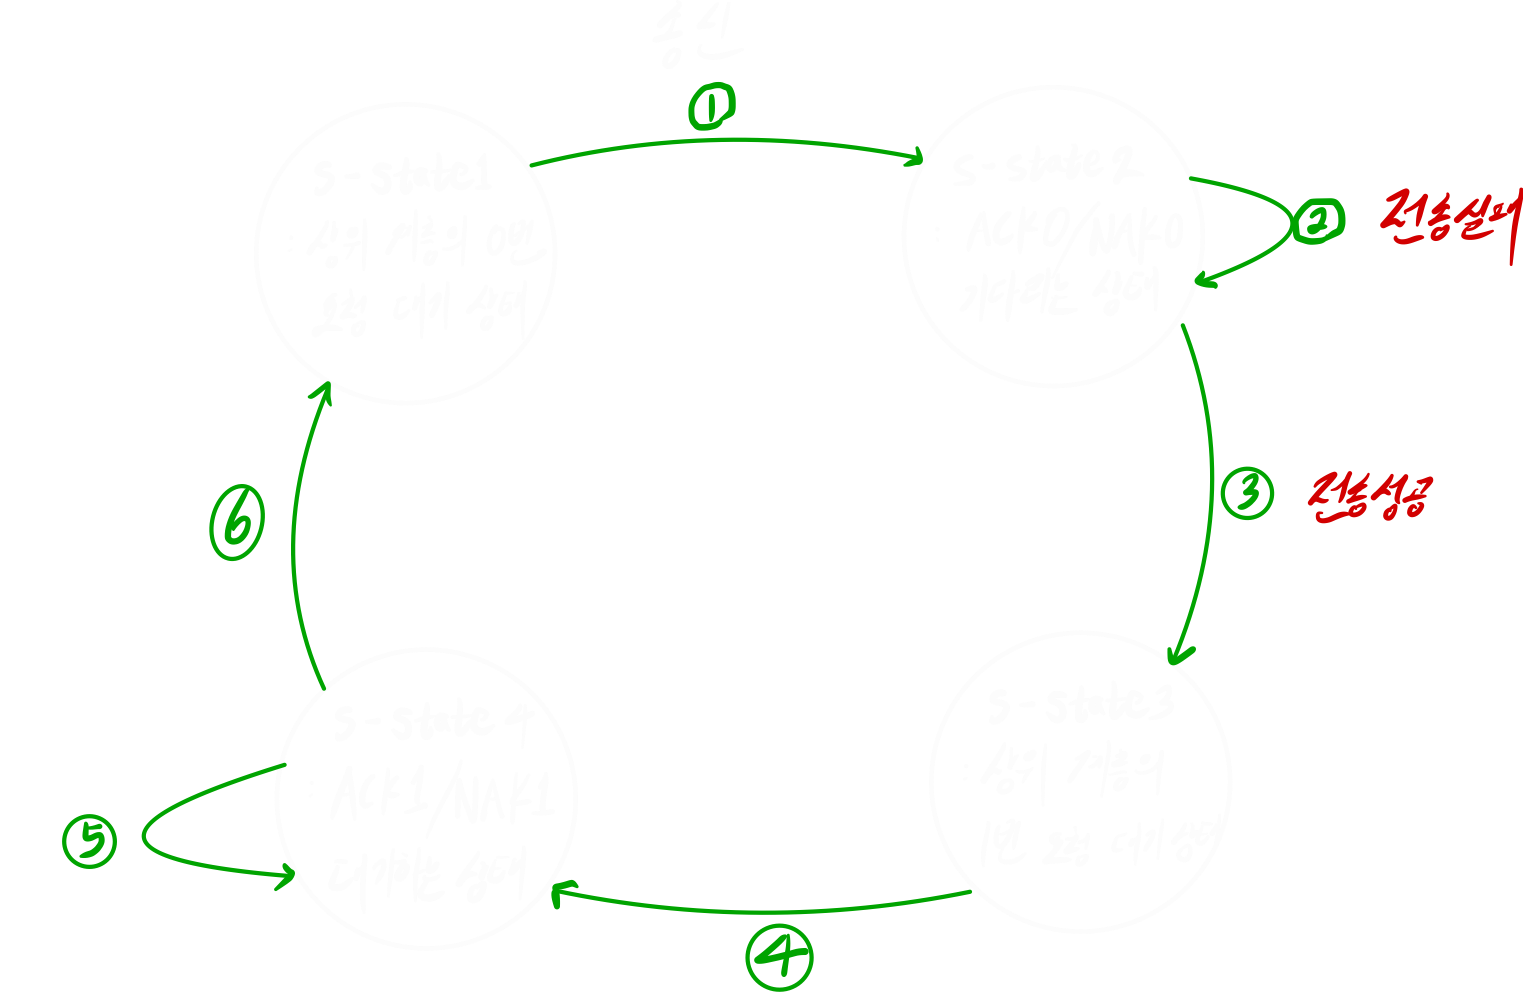 송신
①
s-state1
: 상위 계층의 0번
요청 대기 상태
s-state2
: ACK0/NAK0
기다리는 상태
② 전송실패
③ 전송성공
⑥
s-state4
: ACK1/NAK1
대기하는 상태
s-state3
: 상위 계층의
1번 요청 대기상태
⑤
④